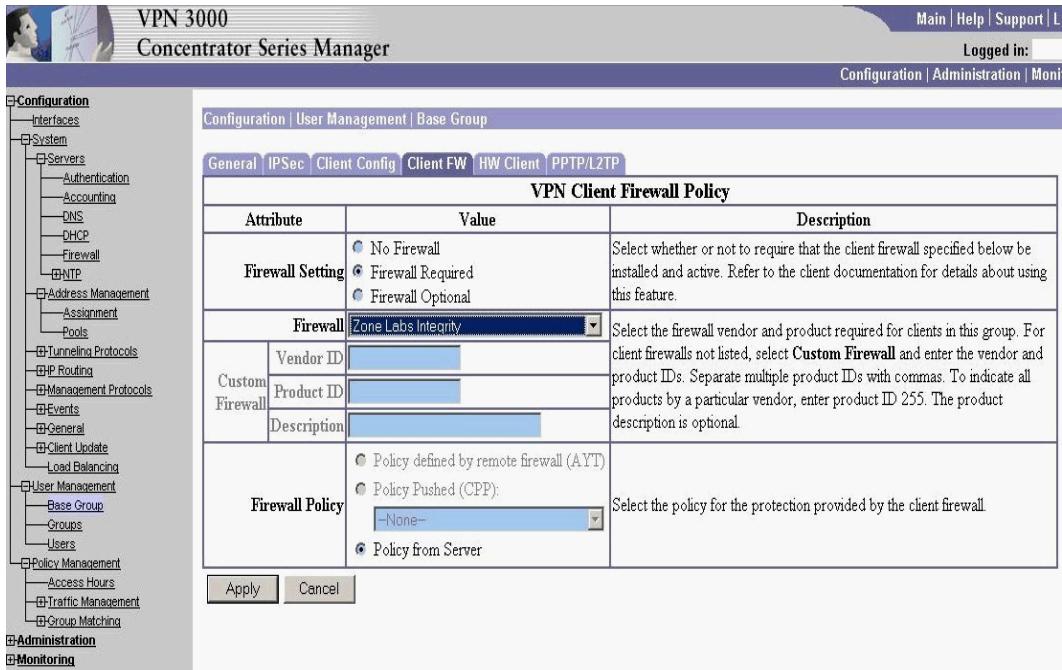 VPN 3000
Concentrator Series Manager
Main | Help | Support | L
Logged in:
Configuration | Administration | Moni
Configuration
Interfaces
System
Servers
Authentication
Accounting
DNS
DHCP
Firewall
NTP
Address Management
Assignment
Pools
Tunneling Protocols
IP Routing
Management Protocols
Events
General
Client Update
Load Balancing
User Management
Base Group
Groups
Users
Policy Management
Access Hours
Traffic Management
Group Matching
Administration
Monitoring
Configuration | User Management | Base Group
General | IPSec | Client Config | Client FW | HW Client | PPTP/L2TP
VPN Client Firewall Policy
Attribute Value Description
Firewall Setting
No Firewall
Firewall Required
Firewall Optional
Select whether or not to require that the client firewall specified below be
installed and active. Refer to the client documentation for details about using
this feature.
Firewall Zone Labs Integrity
Custom Firewall
Vendor ID
Product ID
Description
Select the firewall vendor and product required for clients in this group. For
client firewalls not listed, select Custom Firewall and enter the vendor and
product IDs. Separate multiple product IDs with commas. To indicate all
products by a particular vendor, enter product ID 255. The product
description is optional.
Firewall Policy
Policy defined by remote firewall (AYT)
Policy Pushed (CPP):
--None--
Policy from Server
Select the policy for the protection provided by the client firewall.
Apply Cancel